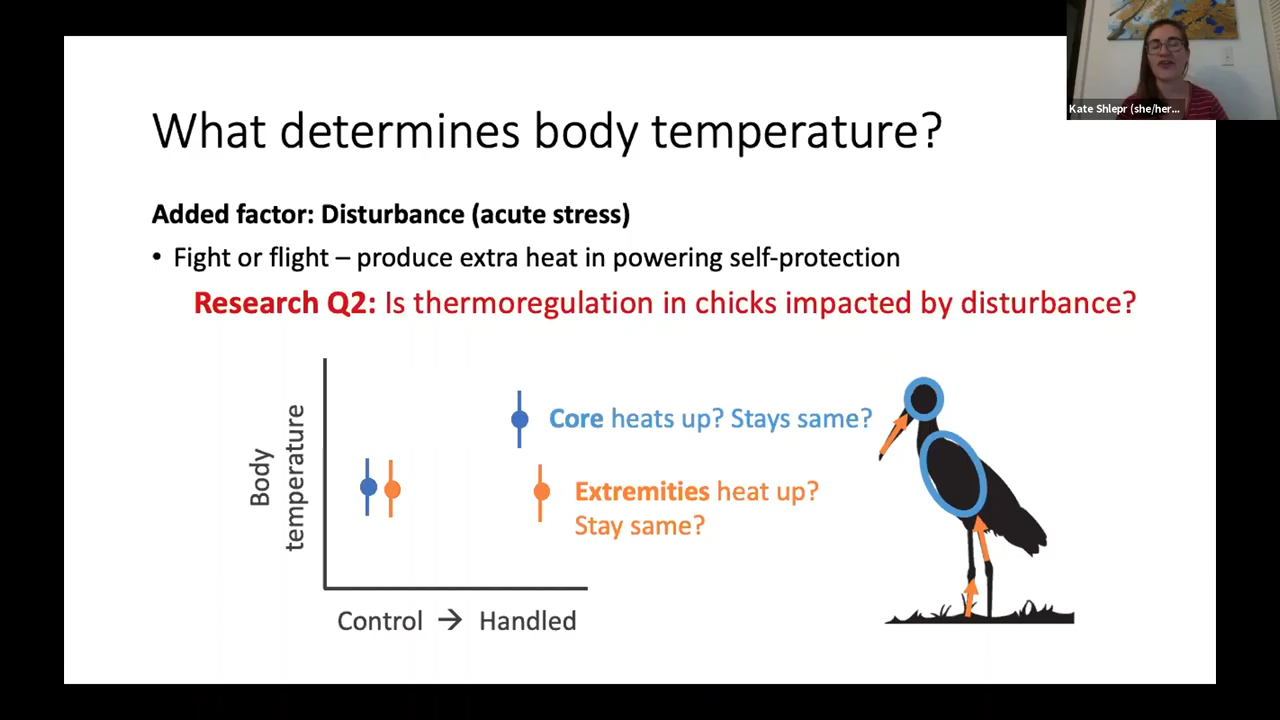 Kate Shlepr (she/her...
What determines body temperature?
Added factor: Disturbance (acute stress)
• Fight or flight – produce extra heat in powering self-protection
Research Q2: Is thermoregulation in chicks impacted by disturbance?
Body
temperature
Core heats up? Stays same?
Extremities heat up?
Stay same?
Control → Handled